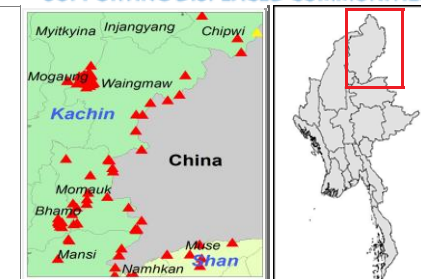 Myitkyina Injangyang Chipwi
Mogaung Waingmaw
Kachin
China
Momauk
Bhamo
Mansi
Muse
Shan
Namhkan